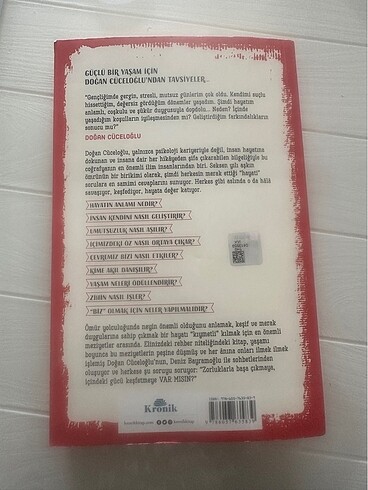 GÜÇLÜ BİR YAŞAM İÇİN
DOĞAN CÜCELOĞLU'NDAN TAVSİYELER...
"Gençliğimde gergin, stresli, mutsuz günlerim çok oldu. Kendimi suçlu
hissettiğim, değersiz gördüğüm dönemler yaşadım. Şimdi hayatım
anlamlı, coşkulu ve şükür duygusuyla dopdolu... Neden? İçinde
yaşadığım koşulların iyileşmesinden mi? Geliştirdiğim farkındalıkların
sonucu mu?"
DOĞAN CÜCELOĞLU
Doğan Cüceloğlu, yalnızca psikoloji kariyeriyle değil, insan hayatına
dokunan ve insana dair her hikâyeden şifa çıkarabilen bilgeliğiyle bu
coğrafyanın en önemli ilim insanlarından biri. Seksen yılı aşkın
ömrünün bir birikimi olarak, şimdi herkesin merak ettiği "hayati"
sorulara en samimi cevaplarını sunuyor. Herkes gibi salında o da hâlâ
savaşıyor, keşfediyor, hayata değer katıyor.
HAYATIN ANLAMI NEDİR?
İNSAN KENDİNİ NASIL GELİŞTİRİR?
UMUTSUZLUK NASIL AŞILIR?
İÇİMİZDEKİ ÖZ NASIL ORTAYA ÇIKAR?
ÇEVREMİZ BİZİ NASIL ETKİLER?
KİME AKIL DANIŞILIR?
YAŞAM NELERİ ÖDÜLLENDİRİR?
ZİHİN NASIL İŞLER?
"BİZ" OLMAK İÇİN NELER YAPILMALIDIR?
Ömür yolculuğunda neyin önemli olduğunu anlamak, keşif ve merak
duygularına sahip çıkmak bir hayatı "kıymetli" kılmak için en önemli
meziyetler arasında. Elinizdeki rehber niteliğindeki kitap, yaşamı
boyunca bu meziyetlerin peşine düşmüş ve her ânına onları ilmek ilmek
işlemiş Doğan Cüceloğlu'nun, Deniz Bayramoğlu ile sohbetlerinden
oluşuyor ve herkese şu soruyu soruyor: "Zorluklarla başa çıkmaya,
içindeki gücü keşfetmeye VAR MISIN?"
Kronik